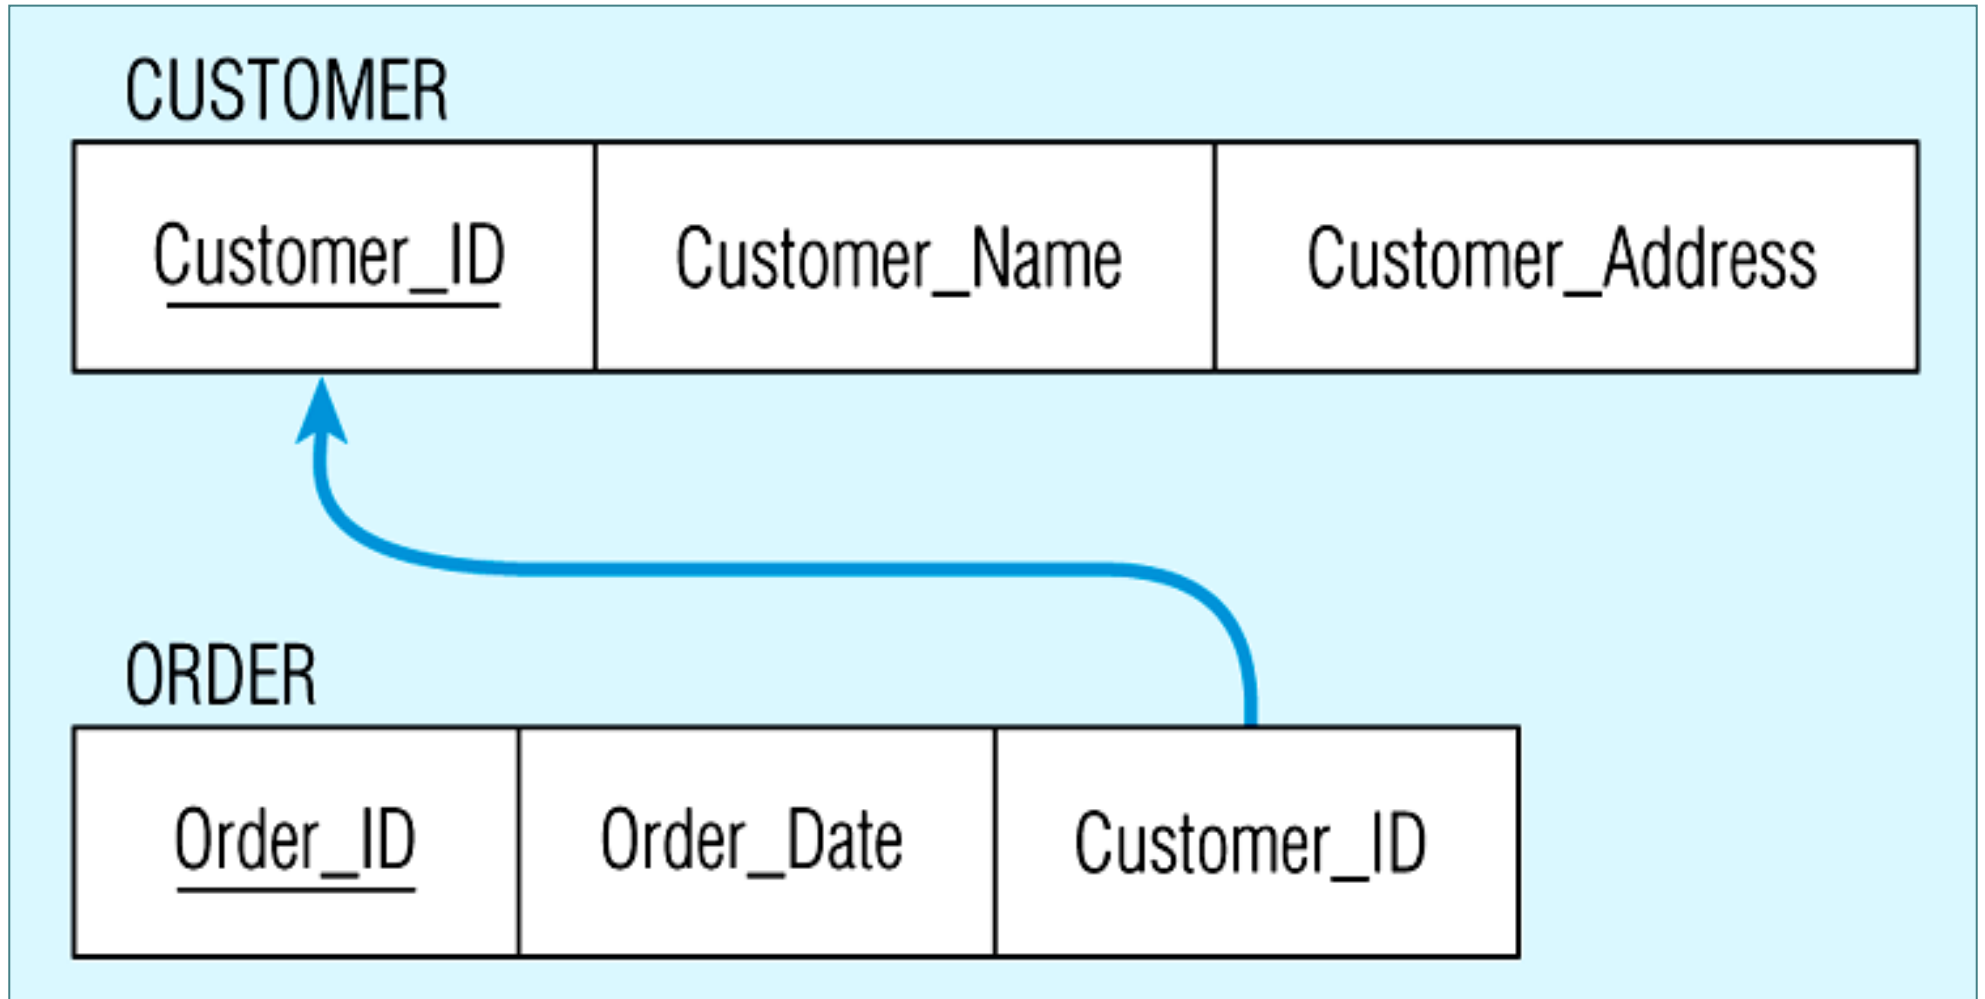 CUSTOMER
Customer_ID Customer_Name Customer_Address
ORDER
Order_ID Order_Date Customer_ID